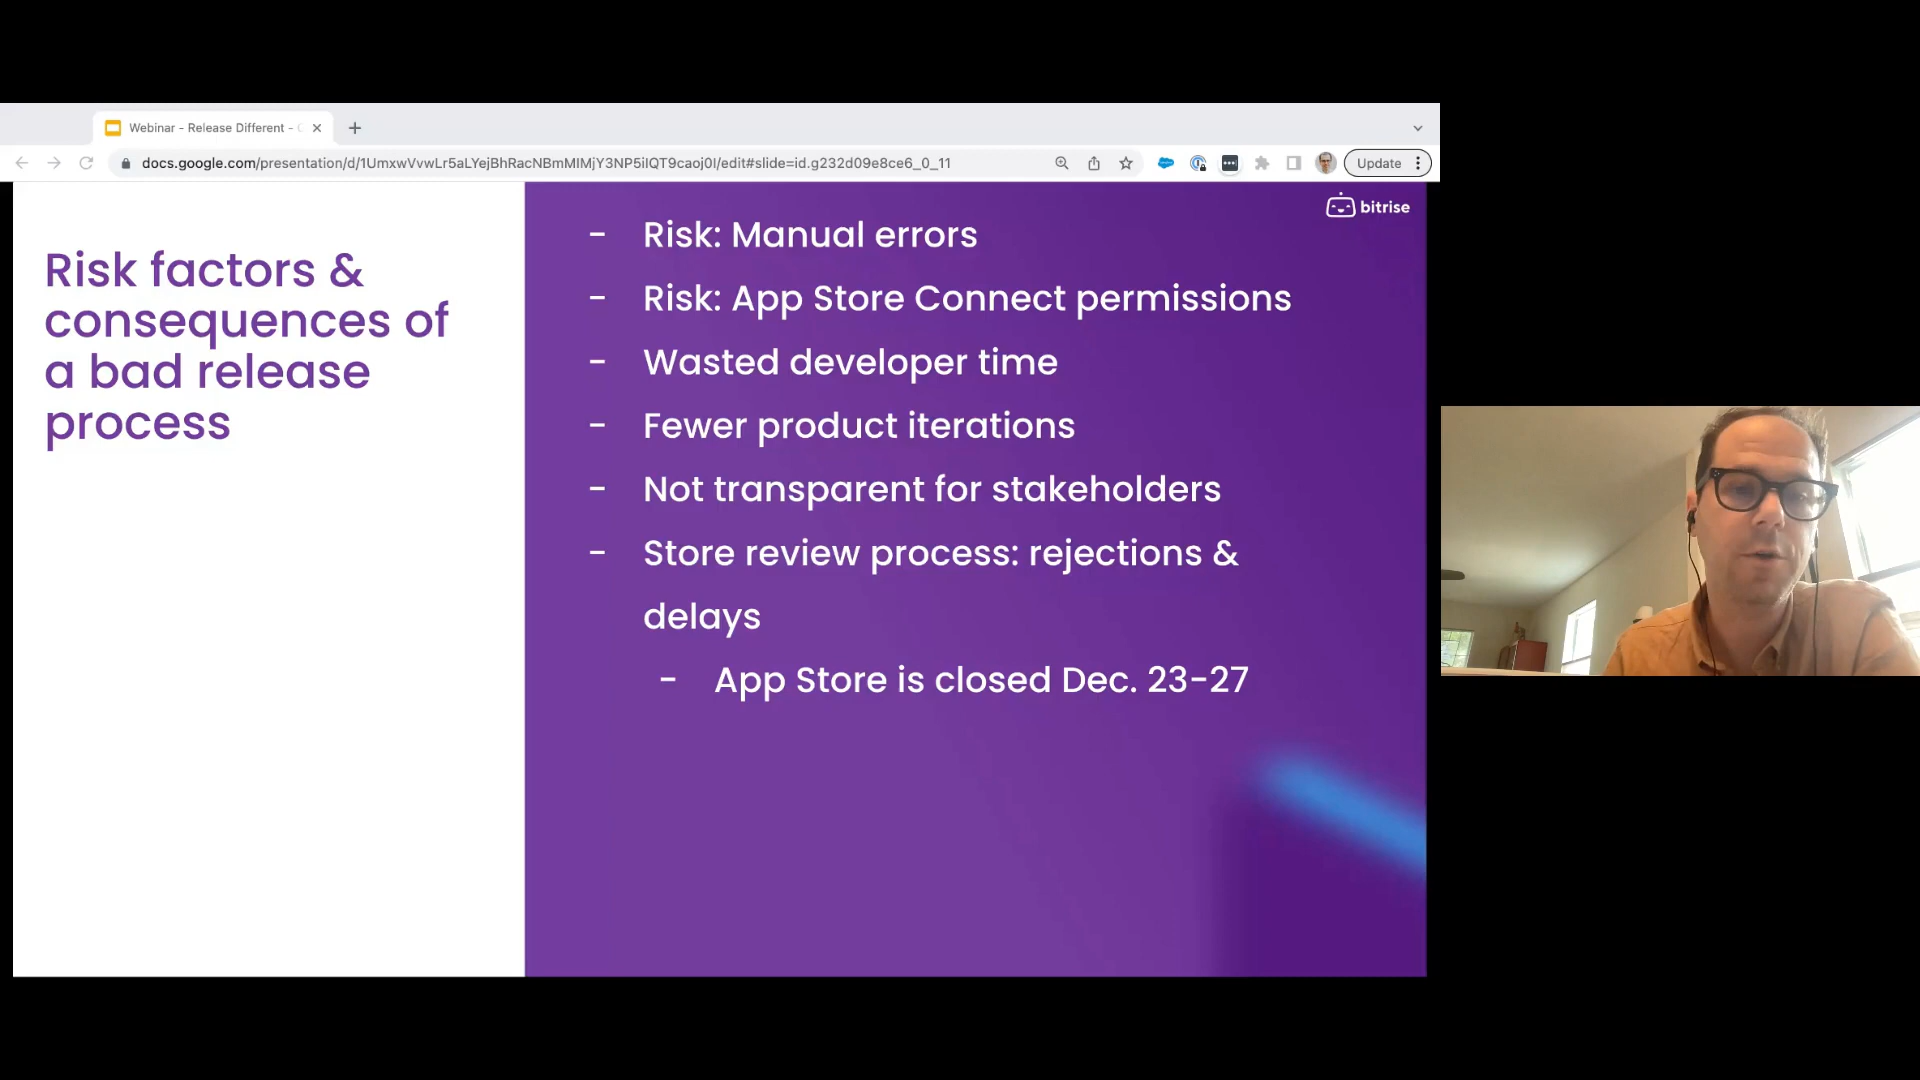 Webinar - Release Different -
docs.google.com/presentation/d/1UmxwVvwLr5aLYejBhRacNBmMIMjY3NP5iIQT9caoj0I/edit#slide=id.g232d09e8ce6_0_11
Update
bitrise
Risk factors &
consequences of
a bad release
process
- Risk: Manual errors
- Risk: App Store Connect permissions
- Wasted developer time
- Fewer product iterations
- Not transparent for stakeholders
- Store review process: rejections &
delays
- App Store is closed Dec. 23-27